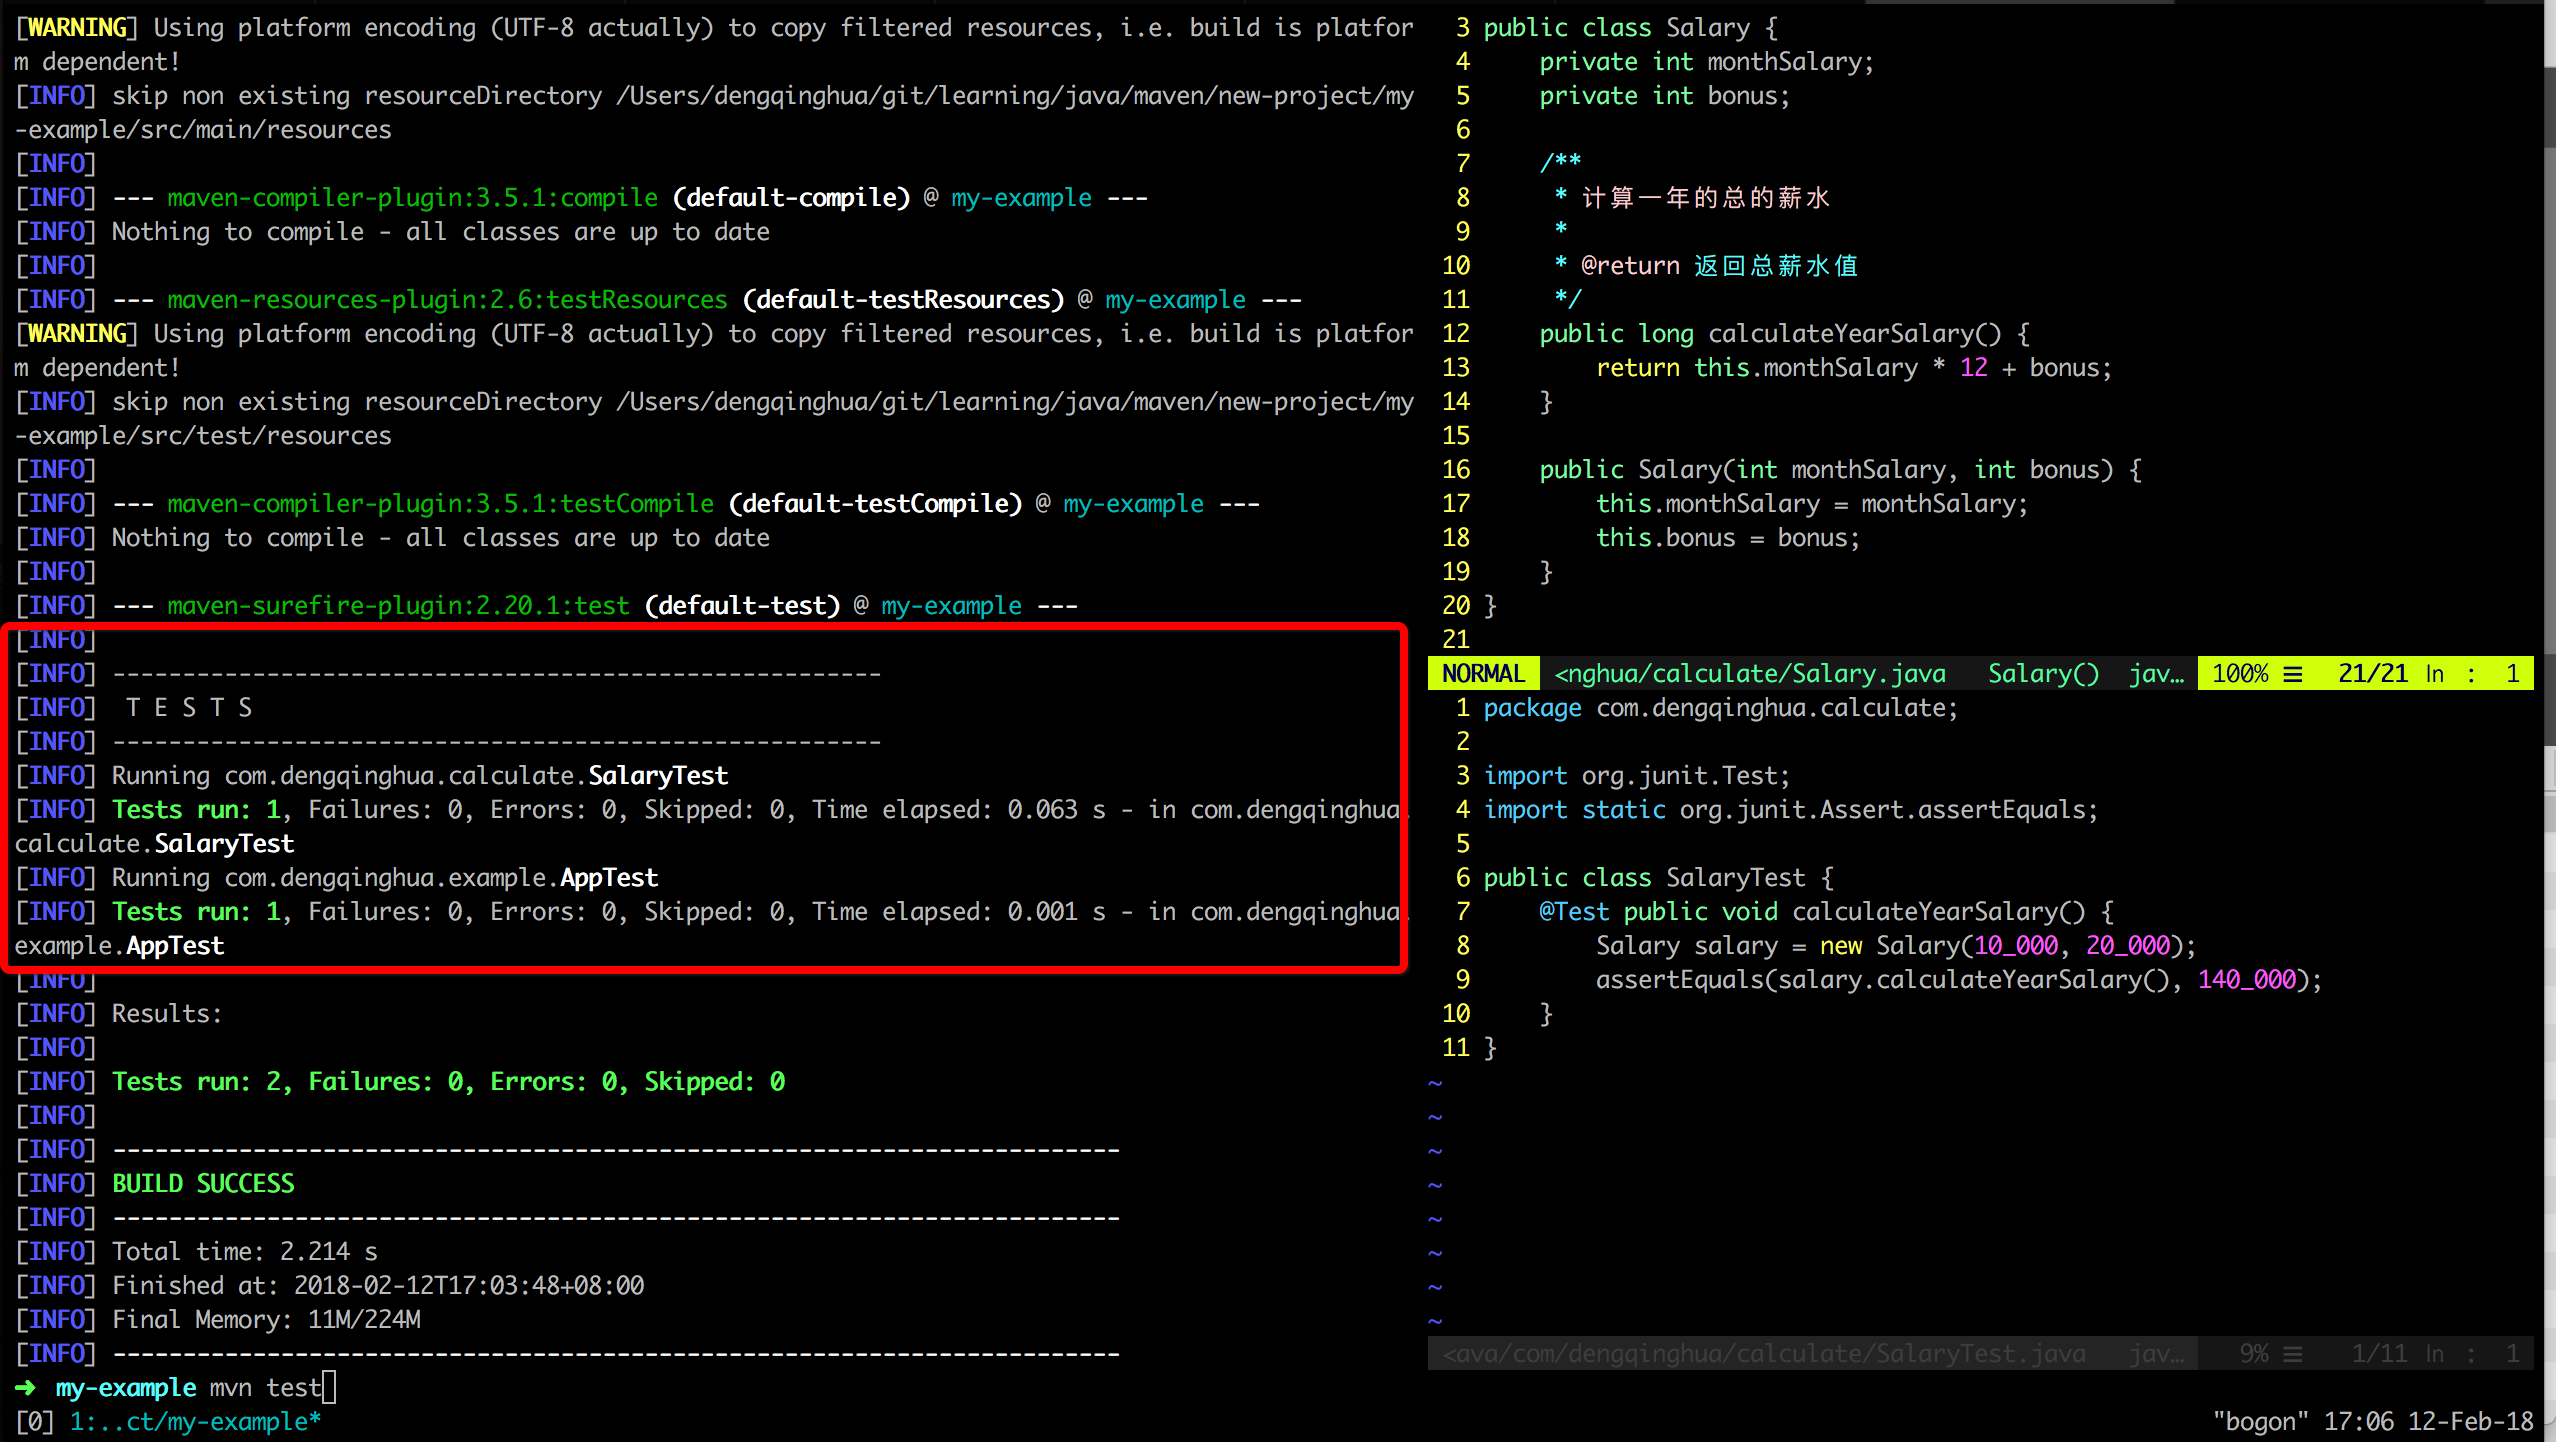 [WARNING] Using platform encoding (UTF-8 actually) to copy filtered resources, i.e. build is platfor
m dependent!
[INFO] skip non existing resourceDirectory /Users/dengqinghua/git/learning/java/maven/new-project/my
-example/src/main/resources
[INFO]
[INFO] --- maven-compiler-plugin:3.5.1:compile (default-compile) @ my-example ---
[INFO] Nothing to compile - all classes are up to date
[INFO]
[INFO] --- maven-resources-plugin:2.6:testResources (default-testResources) @ my-example ---
[WARNING] Using platform encoding (UTF-8 actually) to copy filtered resources, i.e. build is platfor
m dependent!
[INFO] skip non existing resourceDirectory /Users/dengqinghua/git/learning/java/maven/new-project/my
-example/src/test/resources
[INFO]
[INFO] --- maven-compiler-plugin:3.5.1:testCompile (default-testCompile) @ my-example ---
[INFO] Nothing to compile - all classes are up to date
[INFO]
[INFO] --- maven-surefire-plugin:2.20.1:test (default-test) @ my-example ---
[INFO]
[INFO] -------------------------------------------------------
[INFO]  T E S T S
[INFO] -------------------------------------------------------
[INFO] Running com.dengqinghua.calculate.SalaryTest
[INFO] Tests run: 1, Failures: 0, Errors: 0, Skipped: 0, Time elapsed: 0.063 s - in com.dengqinghua.
calculate.SalaryTest
[INFO] Running com.dengqinghua.example.AppTest
[INFO] Tests run: 1, Failures: 0, Errors: 0, Skipped: 0, Time elapsed: 0.001 s - in com.dengqinghua.
example.AppTest
[INFO]
[INFO] Results:
[INFO]
[INFO] Tests run: 2, Failures: 0, Errors: 0, Skipped: 0
[INFO]
[INFO] ------------------------------------------------------------------------
[INFO] BUILD SUCCESS
[INFO] ------------------------------------------------------------------------
[INFO] Total time: 2.214 s
[INFO] Finished at: 2018-02-12T17:03:48+08:00
[INFO] Final Memory: 11M/224M
[INFO] ------------------------------------------------------------------------
➜  my-example mvn test
3 public class Salary {
4     private int monthSalary;
5     private int bonus;
6
7     /**
8      * 计算一年的总的薪水
9      *
10      * @return 返回总薪水值
11      */
12     public long calculateYearSalary() {
13         return this.monthSalary * 12 + bonus;
14     }
15
16     public Salary(int monthSalary, int bonus) {
17         this.monthSalary = monthSalary;
18         this.bonus = bonus;
19     }
20 }
21
NORMAL <nghua/calculate/Salary.java   Salary()  jav… 100% ☰  21/21 ln :  1
1 package com.dengqinghua.calculate;
2
3 import org.junit.Test;
4 import static org.junit.Assert.assertEquals;
5
6 public class SalaryTest {
7     @Test public void calculateYearSalary() {
8         Salary salary = new Salary(10_000, 20_000);
9         assertEquals(salary.calculateYearSalary(), 140_000);
10     }
11 }
~
~
~
~
~
~
~
~
<ava/com/dengqinghua/calculate/SalaryTest.java   jav…  9% ☰  1/11 ln :  1
[0] 1:..ct/my-example*
"bogon" 17:06 12-Feb-18